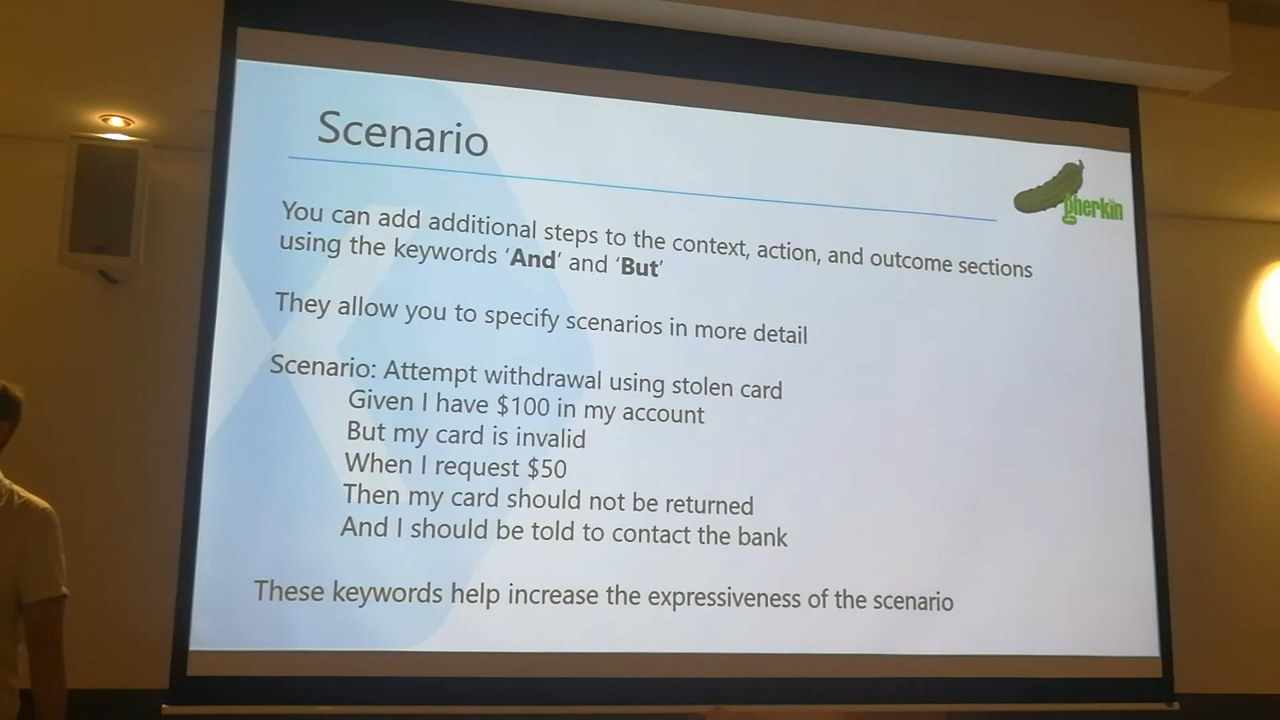 Scenario
gherkin
You can add additional steps to the context, action, and outcome sections
using the keywords ‘And’ and ‘But’
They allow you to specify scenarios in more detail
Scenario: Attempt withdrawal using stolen card
Given I have $100 in my account
But my card is invalid
When I request $50
Then my card should not be returned
And I should be told to contact the bank
These keywords help increase the expressiveness of the scenario